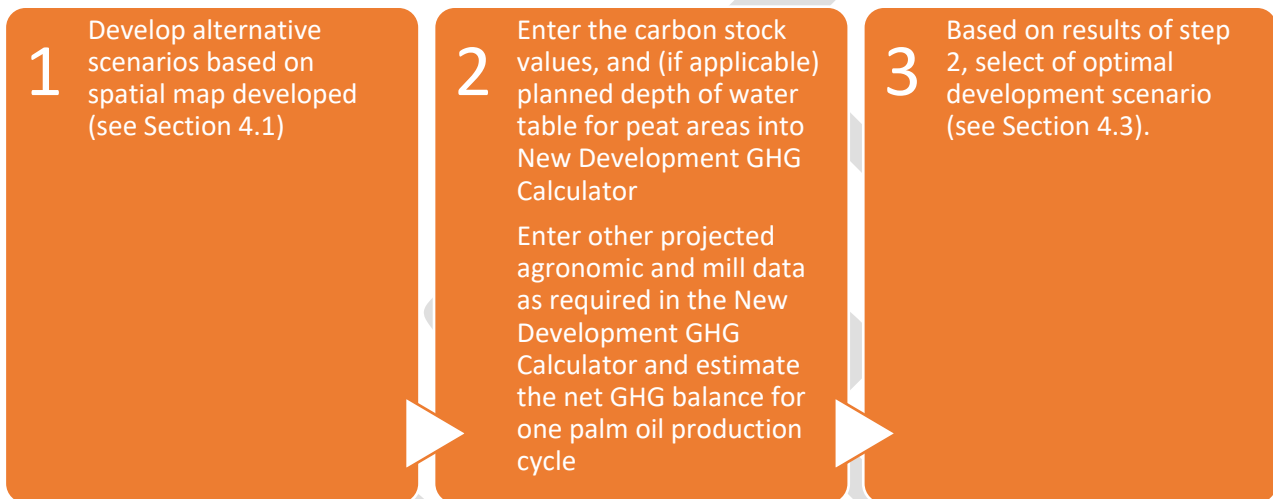 1
Develop alternative
scenarios based on
spatial map developed
(see Section 4.1)
2
Enter the carbon stock
values, and (if applicable)
planned depth of water
table for peat areas into
New Development GHG
Calculator
Enter other projected
agronomic and mill data
as required in the New
Development GHG
Calculator and estimate
the net GHG balance for
one palm oil production
cycle
3
Based on results of step
2, select of optimal
development scenario
(see Section 4.3).